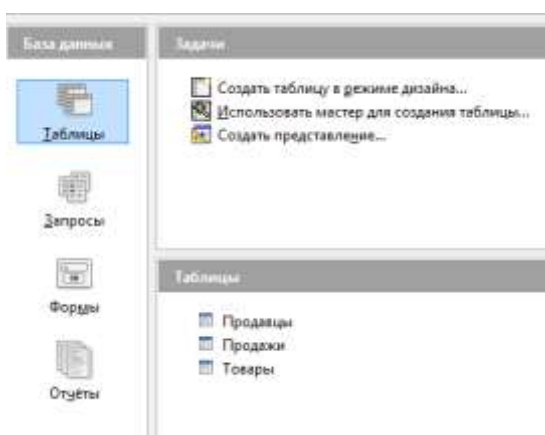 База данных
Таблицы
Запросы
Формы
Отчёты
Задачи
Создать таблицу в режиме дизайна...
Использовать мастер для создания таблицы...
Создать представление...
Таблицы
Продавцы
Продажи
Товары